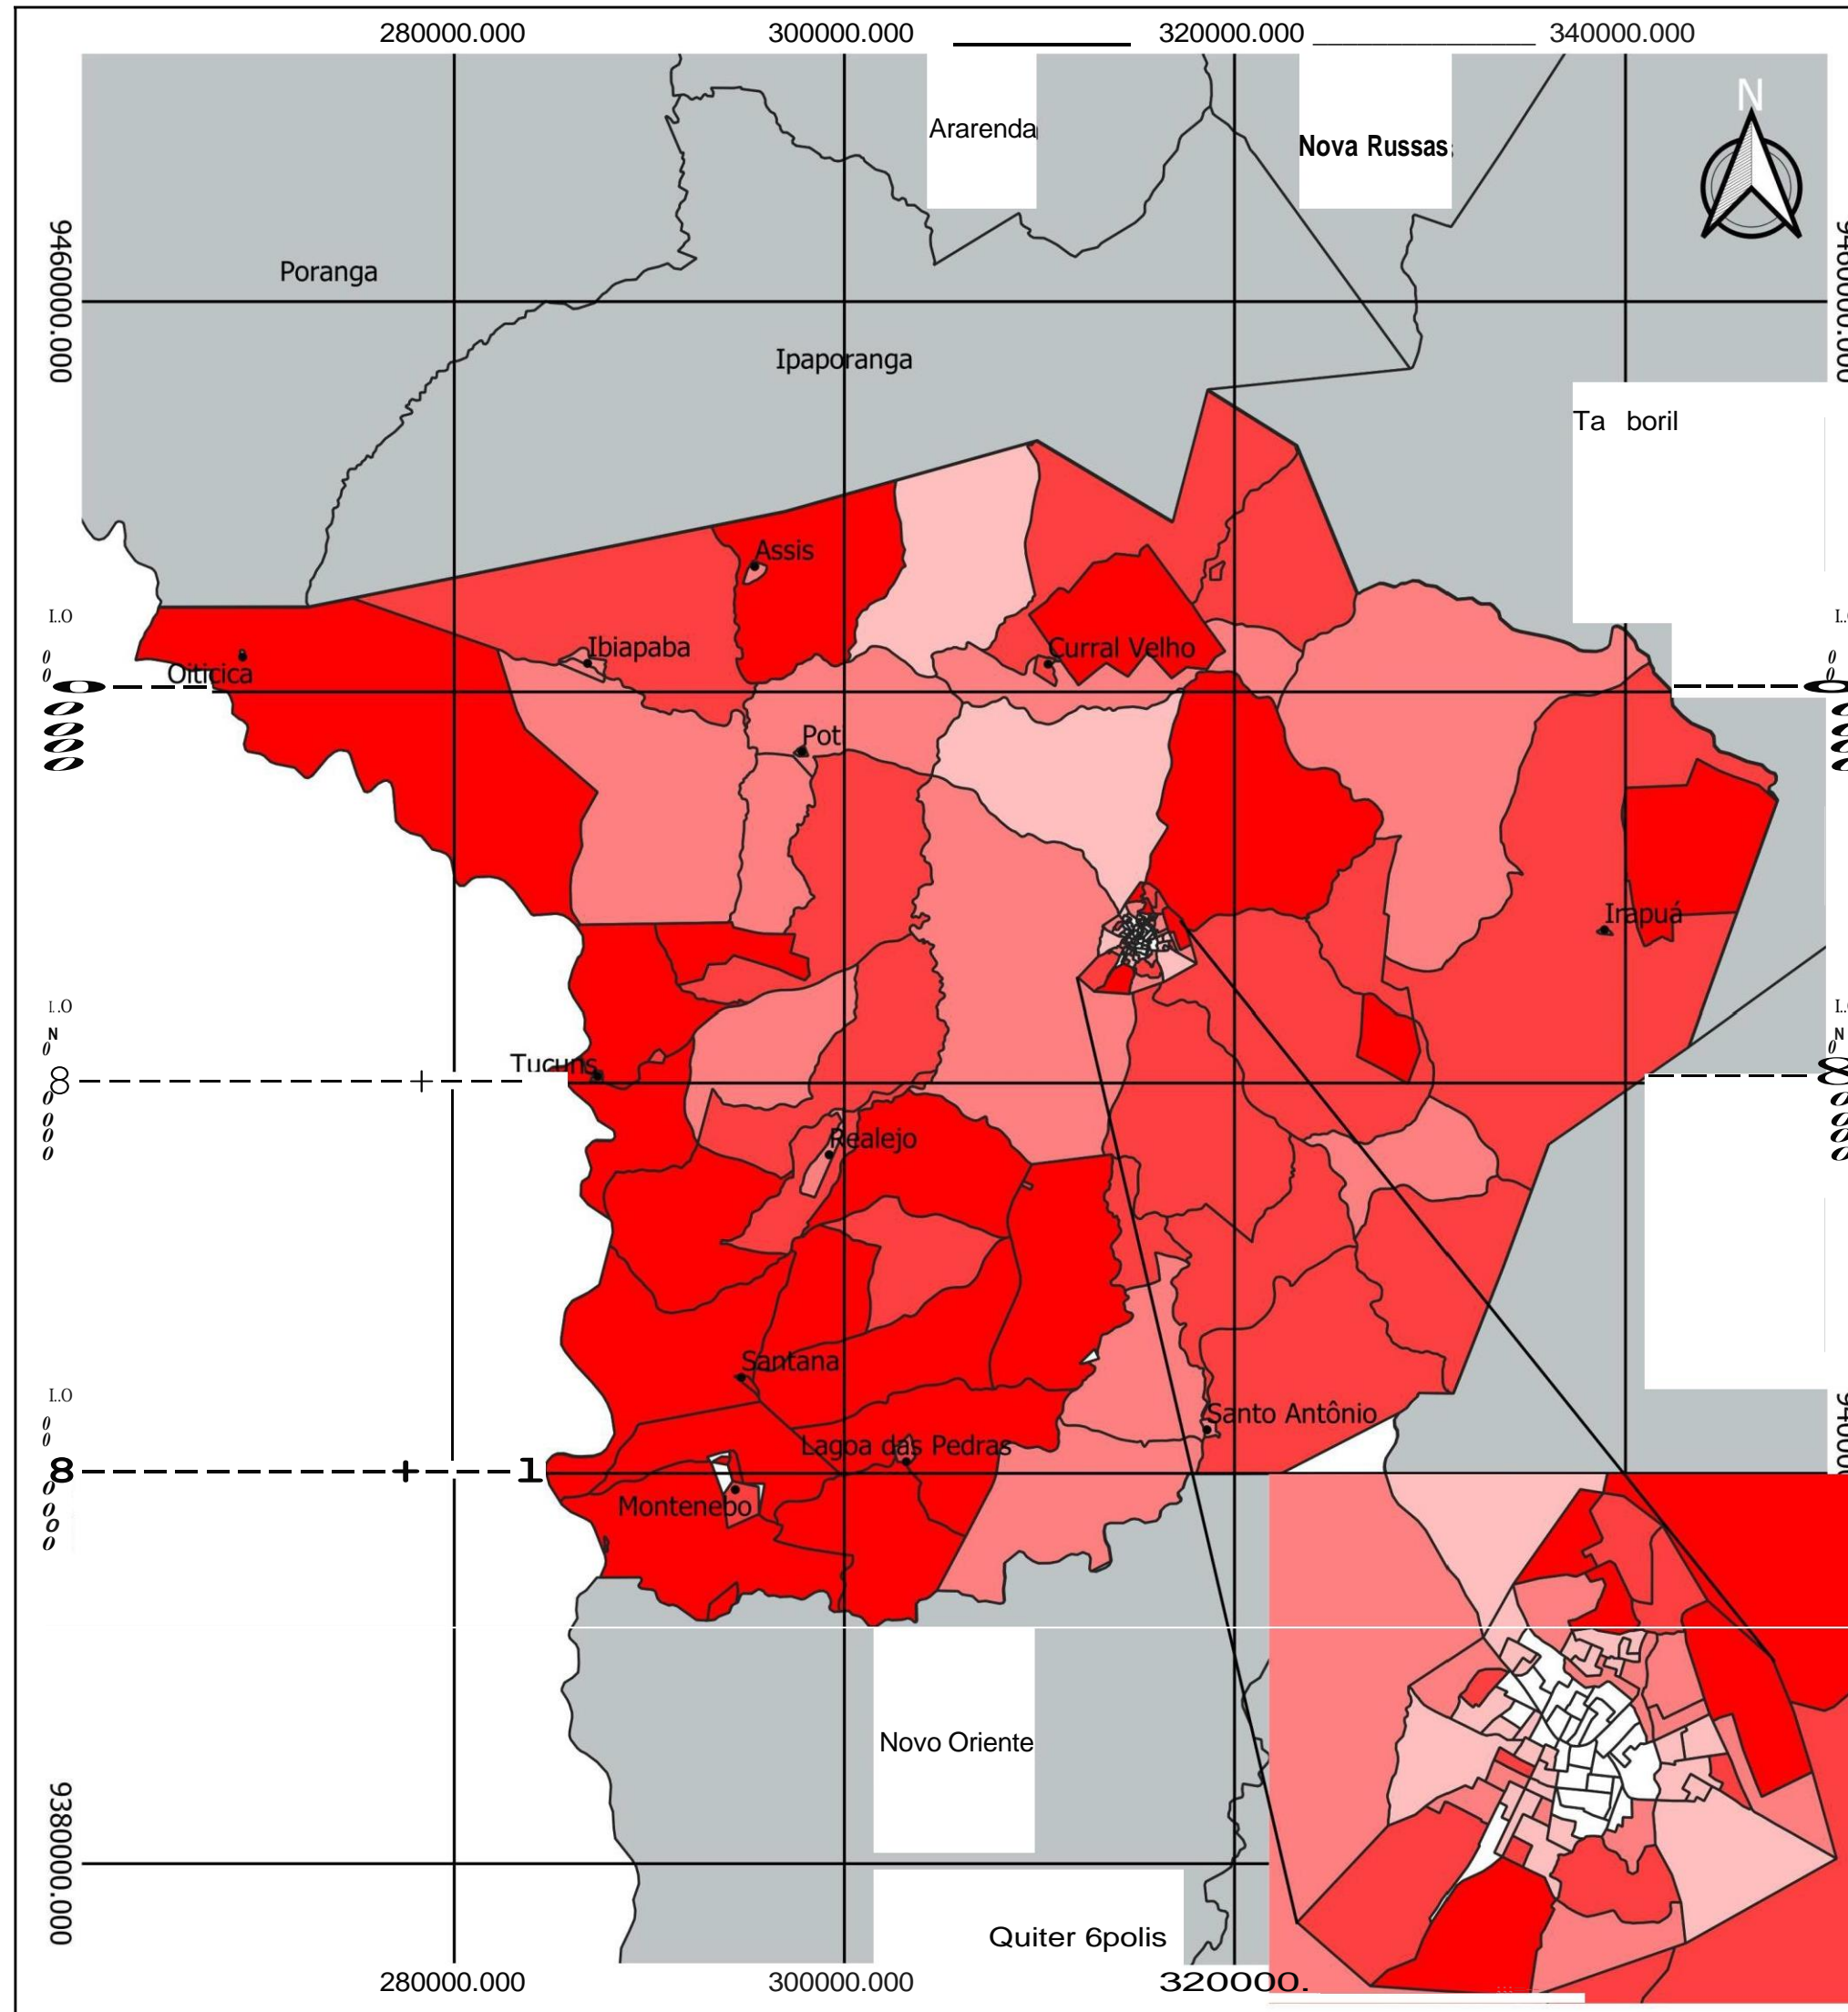 280000.000 300000.000 320000.000 340000.000
N
Ararenda
Nova Russas
9460000.000
Poranga
Ipaporanga
Ta boril
Assis
Ibiapaba
Curral Velho
Oiticica
Pot
Irapuá
Tucuns
Realejo
Santana
Santo Antônio
Lagoa das Pedras
Montenebo
Novo Oriente
9380000.000
Quiter 6polis
280000.000 300000.000 320000.